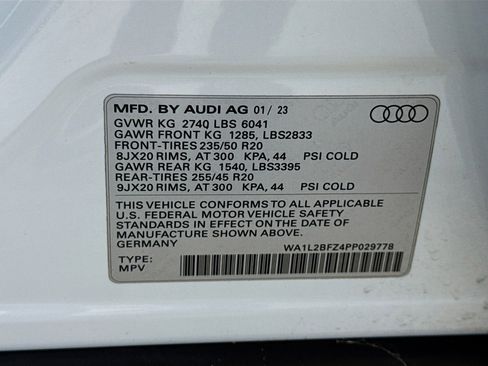 MFD. BY AUDI AG 01 / 23
GVWR KG 2740 LBS 6041
GAWR FRONT KG 1285, LBS2833
FRONT-TIRES 235/50 R20
8JX20 RIMS, AT 300 KPA, 44 PSI COLD
GAWR REAR KG 1540, LBS3395
REAR-TIRES 255/45 R20
9JX20 RIMS, AT 300 KPA, 44 PSI COLD
THIS VEHICLE CONFORMS TO ALL APPLICABLE
U.S. FEDERAL MOTOR VEHICLE SAFETY
STANDARDS IN EFFECT ON THE DATE OF
MANUFACTURE SHOWN ABOVE.
GERMANY WA1L2BFZ4PP029778
TYPE:
MPV